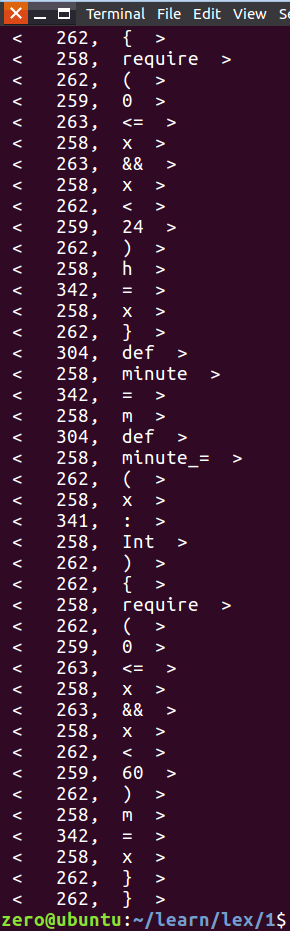 Terminal File Edit View Se
< 262, { >
< 258, require >
< 262, ( >
< 259, 0 >
< 263, <= >
< 258, x >
< 263, && >
< 258, x >
< 262, < >
< 259, 24 >
< 262, ) >
< 258, h >
< 342, = >
< 258, x >
< 262, } >
< 304, def >
< 258, minute >
< 342, = >
< 258, m >
< 304, def >
< 258, minute_= >
< 262, ( >
< 258, x >
< 341, : >
< 258, Int >
< 262, ) >
< 262, { >
< 258, require >
< 262, ( >
< 259, 0 >
< 263, <= >
< 258, x >
< 263, && >
< 258, x >
< 262, < >
< 259, 60 >
< 262, ) >
< 258, m >
< 342, = >
< 258, x >
< 262, } >
< 262, } >
zero@ubuntu:~/learn/lex/1$